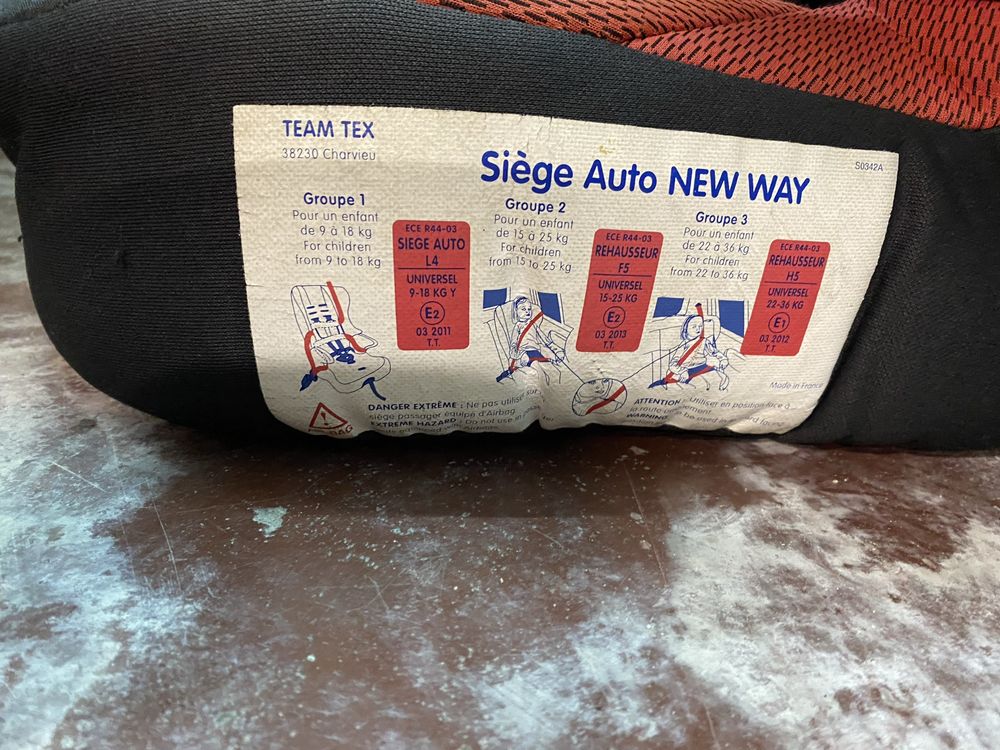 TEAM TEX
38230 Charvieu
Siège Auto NEW WAY
S0342A
Groupe 1
Pour un enfant
de 9 à 18 kg
For children
from 9 to 18 kg
ECE R44-03
SIEGE AUTO
L4
UNIVERSEL
9-18 KG Y
E2
03 2011
T.T.
Groupe 2
Pour un enfant
de 15 à 25 kg
For children
from 15 to 25 kg
ECE R44-03
REHAUSSEUR
F5
UNIVERSEL
15-25 KG
E2
03 2013
T.T.
Groupe 3
Pour un enfant
de 22 à 36 kg
For children
from 22 to 36 kg
ECE R44-03
REHAUSSEUR
H5
UNIVERSEL
22-36 KG
E1
03 2012
T.T.
Made in France
DANGER EXTRÊME : Ne pas utiliser sur
siège passager équipé d'Airbag
EXTREME HAZARD : Do not use
ATTENTION : Utiliser en position face à
la route
WARNING be used facing